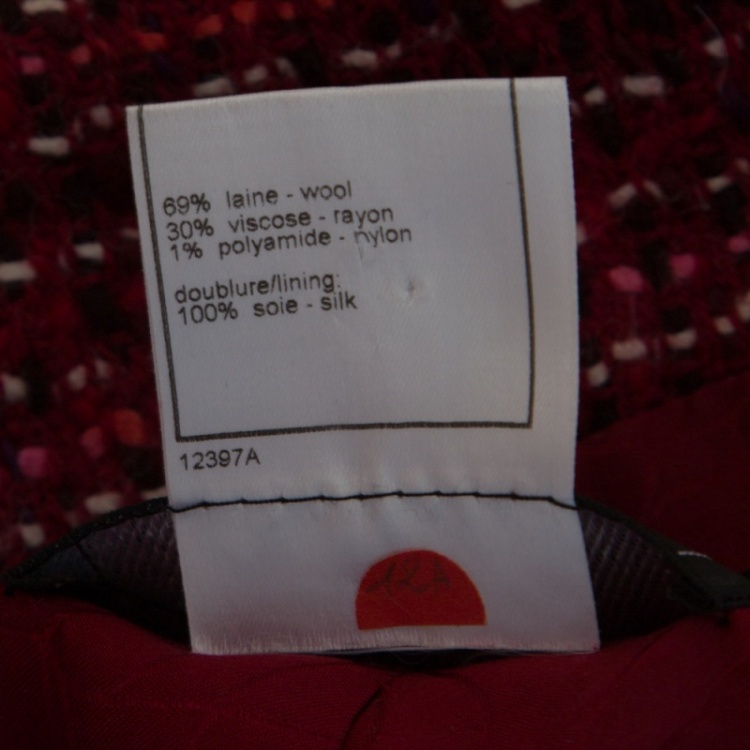 69% laine - wool
30% viscose - rayon
1% polyamide - nylon
doublure/lining:
100% soie - silk
12397A